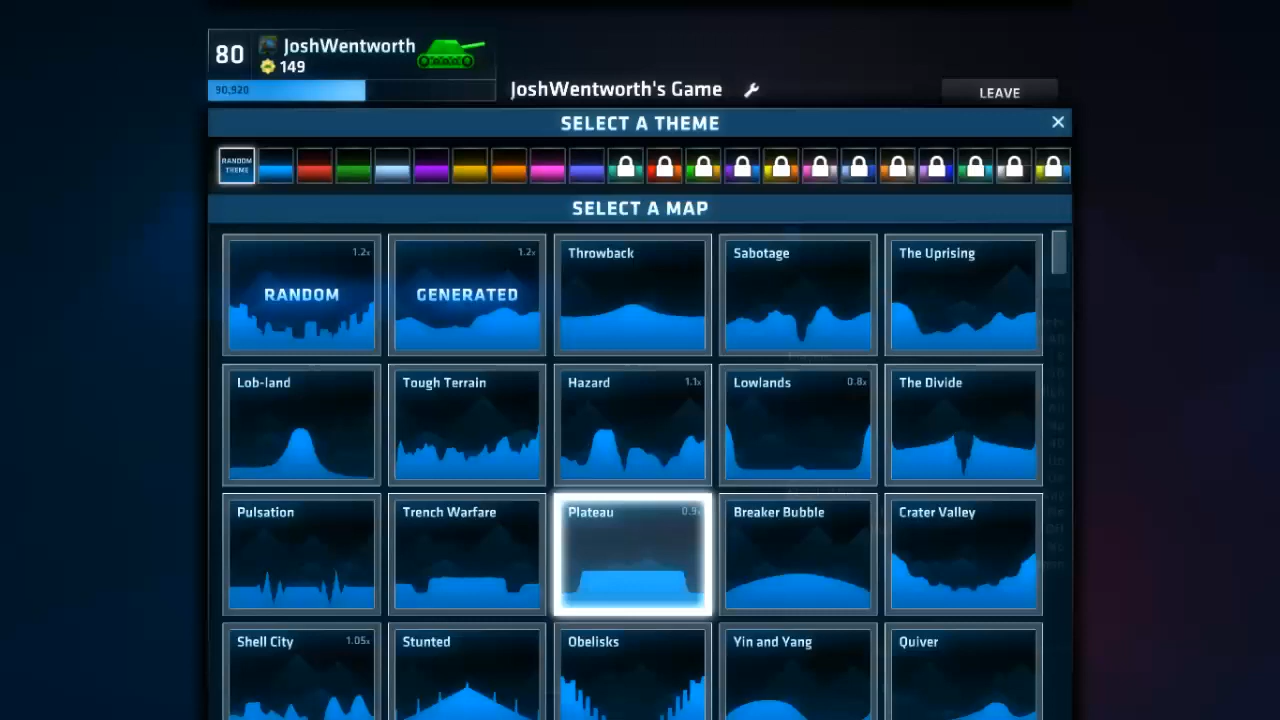 80
JoshWentworth
149
90,920
JoshWentworth's Game
LEAVE
SELECT A THEME
RANDOM
THEME
SELECT A MAP
1.2x
RANDOM
1.2x
GENERATED
Throwback
Sabotage
The Uprising
Lob-land
Tough Terrain
Hazard
1.1x
Lowlands
0.8x
The Divide
Pulsation
Trench Warfare
Plateau
0.9x
Breaker Bubble
Crater Valley
Shell City
1.05x
Stunted
Obelisks
Yin and Yang
Quiver